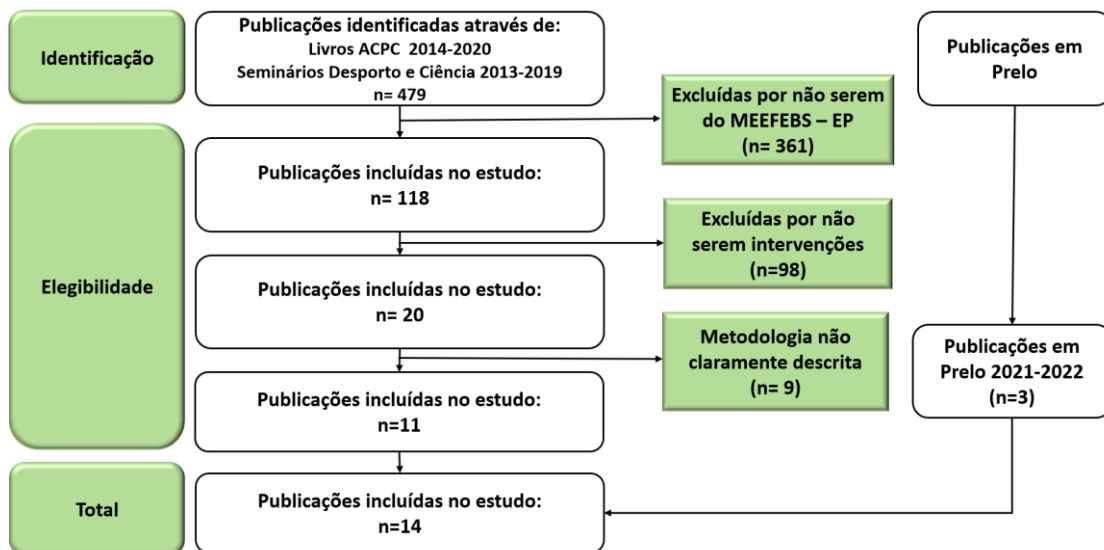 Identificação
Publicações identificadas através de:
Livros ACPC 2014-2020
Seminários Desporto e Ciência 2013-2019
n= 479
Publicações em
Prelo
Excluídas por não serem
do MEEFEBS – EP
(n= 361)
Elegibilidade
Publicações incluídas no estudo:
n= 118
Excluídas por não
serem intervenções
(n=98)
Publicações incluídas no estudo:
n= 20
Metodologia não
claramente descrita
(n= 9)
Publicações em
Prelo 2021-2022
(n=3)
Publicações incluídas no estudo:
n=11
Total
Publicações incluídas no estudo:
n=14